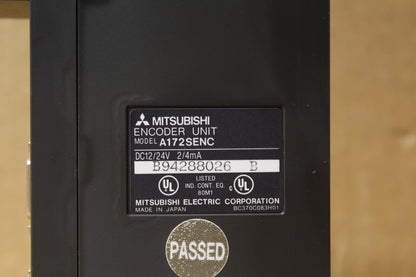 MITSUBISHI
ENCODER UNIT
MODEL A172SENC
DC12/24V 2/4mA
B94288026 B
UL LISTED c UL
IND. CONT. EQ.
80M1
MITSUBISHI ELECTRIC CORPORATION
MADE IN JAPAN BC370C083H01
PASSED